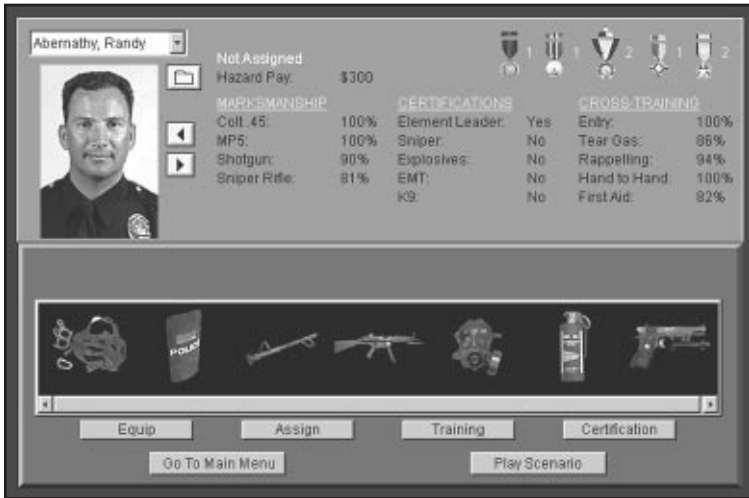 Abernathy, Randy
1 1 2 1 2
Not Assigned
Hazard Pay: $300
MARKSMANSHIP
Colt .45: 100%
MP5: 100%
Shotgun: 90%
Sniper Rifle: 81%
CERTIFICATIONS
Element Leader: Yes
Sniper: No
Explosives: No
EMT: No
K9: No
CROSS-TRAINING
Entry: 100%
Tear Gas: 86%
Rappelling: 94%
Hand to Hand: 100%
First Aid: 82%
POLICE
Equip
Assign
Training
Certification
Go To Main Menu
Play Scenario